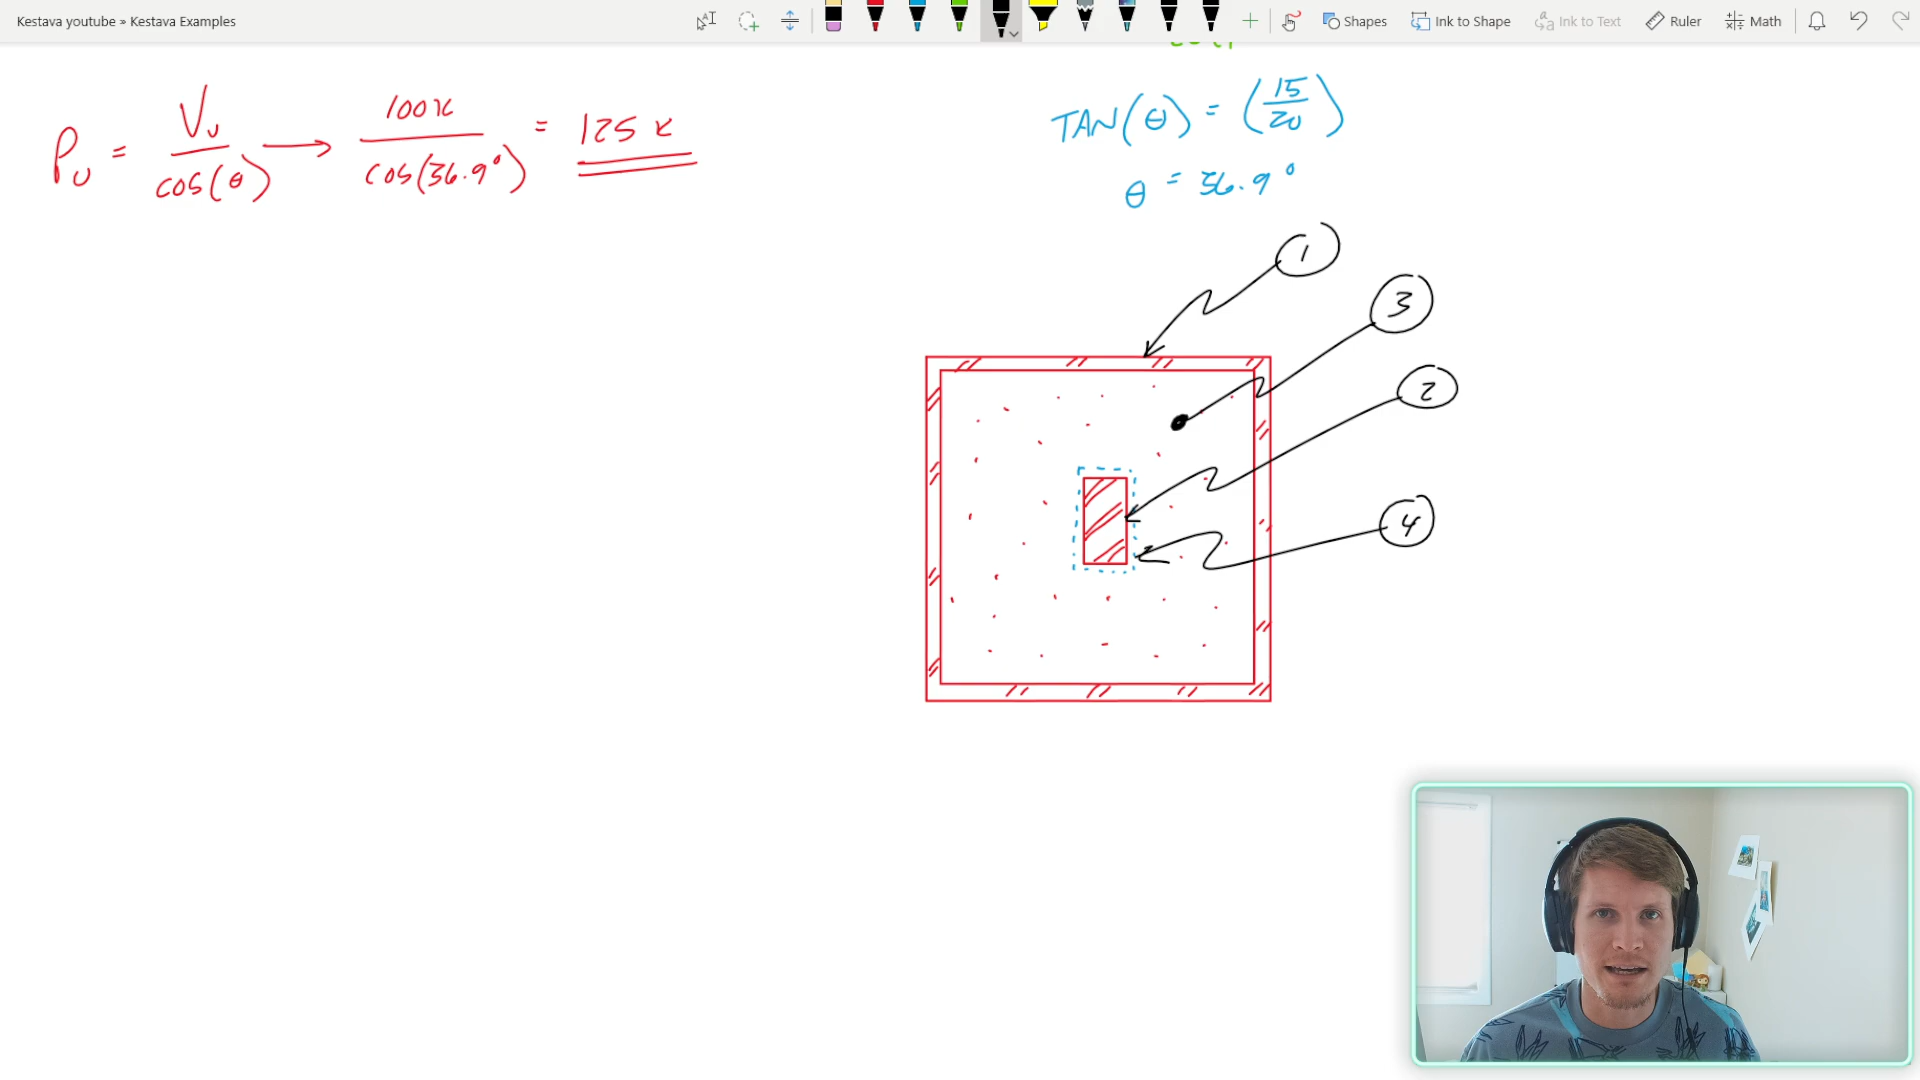 Kestava youtube » Kestava Examples
Shapes
Ink to Shape
Ink to Text
Ruler
Math
TAN(θ) = (15/20)
θ = 36.9°
Pu = Vu/cos(θ) → 100k/cos(36.9°) = 125 k
1
3
2
4